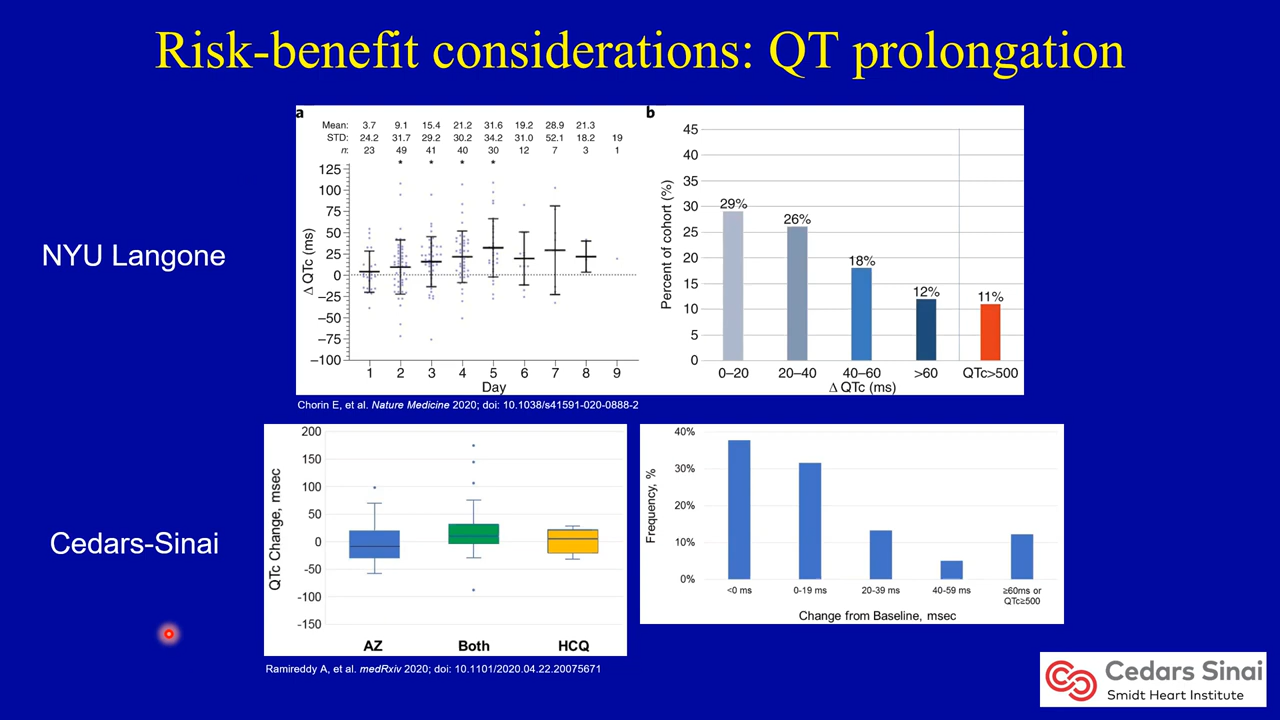 Risk-benefit considerations: QT prolongation
NYU Langone
a
Mean: 3.7 9.1 15.4 21.2 31.6 19.2 28.9 21.3
STD: 24.2 31.7 29.2 30.2 34.2 31.0 52.1 18.2 19
n: 23 49 41 40 30 12 7 3 1
* * * *
125
100
75
50
25
0
−25
−50
−75
−100
Δ QTc (ms)
1 2 3 4 5 6 7 8 9
Day
b
45
40
35
30
25
20
15
10
5
0
Percent of cohort (%)
29%
26%
18%
12%
11%
0–20 20–40 40–60 >60 QTc>500
Δ QTc (ms)
Chorin E, et al. Nature Medicine 2020; doi: 10.1038/s41591-020-0888-2
Cedars-Sinai
200
150
100
50
0
-50
-100
-150
QTc Change, msec
AZ Both HCQ
40%
30%
20%
10%
0%
Frequency, %
<0 ms 0-19 ms 20-39 ms 40-59 ms ≥60ms or
QTc≥500
Change from Baseline, msec
Ramireddy A, et al. medRxiv 2020; doi: 10.1101/2020.04.22.20075671
Cedars Sinai
Smidt Heart Institute